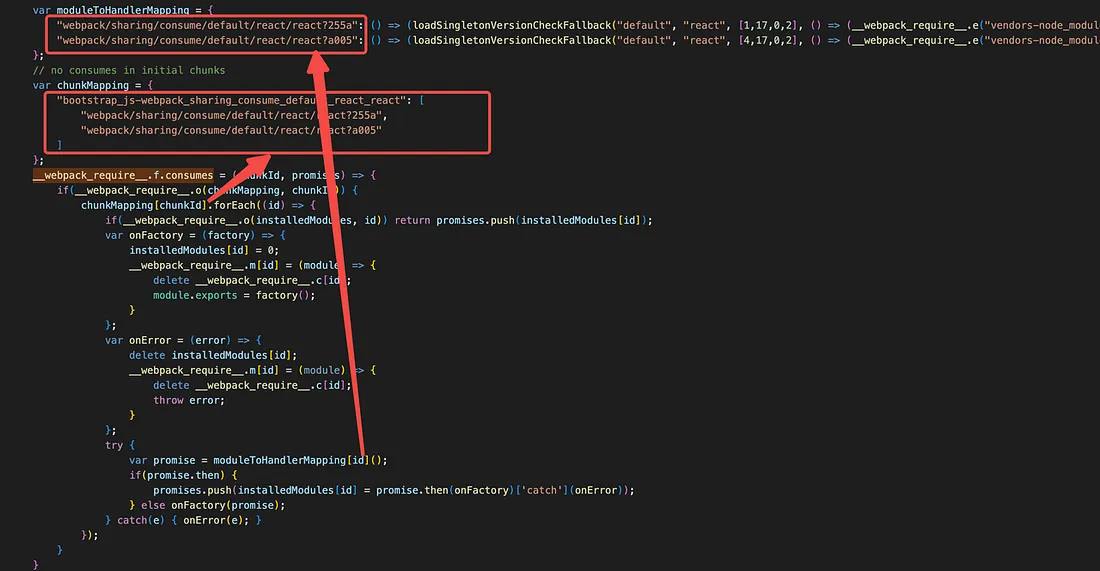 var moduleToHandlerMapping = {
    "webpack/sharing/consume/default/react/react?255a": () => (loadSingletonVersionCheckFallback("default", "react", [1,17,0,2], () => (__webpack_require__.e("vendors-node_modul
    "webpack/sharing/consume/default/react/react?a005": () => (loadSingletonVersionCheckFallback("default", "react", [4,17,0,2], () => (__webpack_require__.e("vendors-node_modul
};
// no consumes in initial chunks
var chunkMapping = {
    "bootstrap_js-webpack_sharing_consume_default_react_react": [
        "webpack/sharing/consume/default/react/react?255a",
        "webpack/sharing/consume/default/react/react?a005"
    ]
};
__webpack_require__.f.consumes = (chunkId, promises) => {
    if(__webpack_require__.o(chunkMapping, chunkId)) {
        chunkMapping[chunkId].forEach((id) => {
            if(__webpack_require__.o(installedModules, id)) return promises.push(installedModules[id]);
            var onFactory = (factory) => {
                installedModules[id] = 0;
                __webpack_require__.m[id] = (module) => {
                    delete __webpack_require__.c[id];
                    module.exports = factory();
                }
            };
            var onError = (error) => {
                delete installedModules[id];
                __webpack_require__.m[id] = (module) => {
                    delete __webpack_require__.c[id];
                    throw error;
                }
            };
            try {
                var promise = moduleToHandlerMapping[id]();
                if(promise.then) {
                    promises.push(installedModules[id] = promise.then(onFactory)['catch'](onError));
                } else onFactory(promise);
            } catch(e) { onError(e); }
        });
    }
}